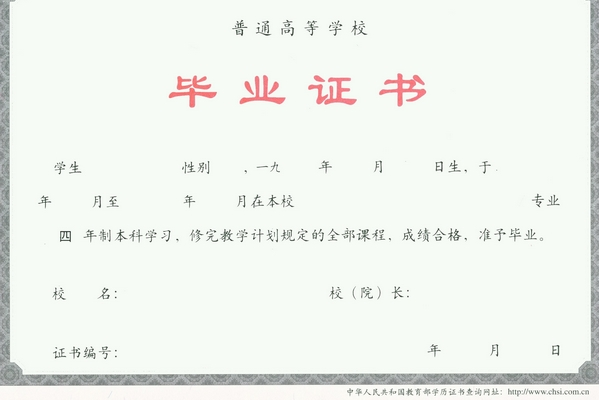 普通高等学校
毕业证书
学生 性别 ,一九 年 月 日生,于
年 月至 年 月在本校 专业
四 年制本科学习,修完教学计划规定的全部课程,成绩合格,准予毕业。
校 名: 校(院)长:
证书编号: 年 月 日
中华人民共和国教育部学历证书查询网址:http://www.chsi.com.cn